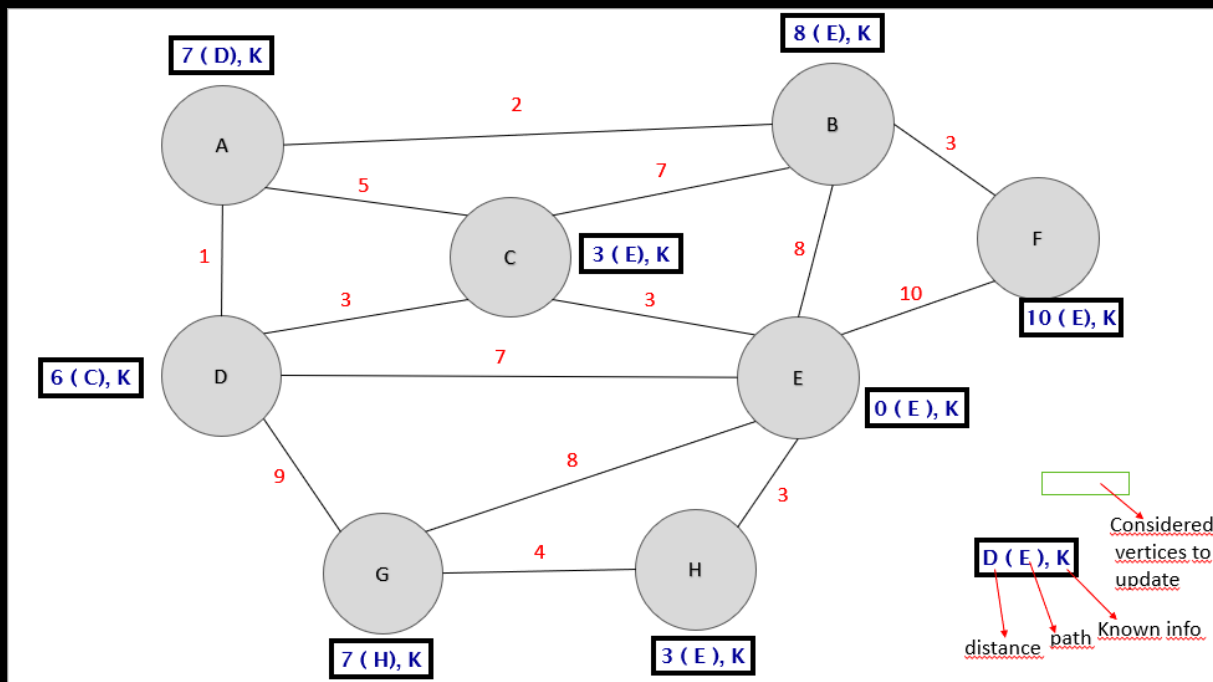 8 ( E), K
7 ( D), K
2
B
A
3
7
5
F
C
3 ( E), K
8
1
3
3
10
10 ( E), K
7
6 ( C), K
D
E
0 ( E ), K
8
9
3
Considered
vertices to
update
4
D ( E ), K
G
H
distance
path
Known info
7 ( H), K
3 ( E ), K